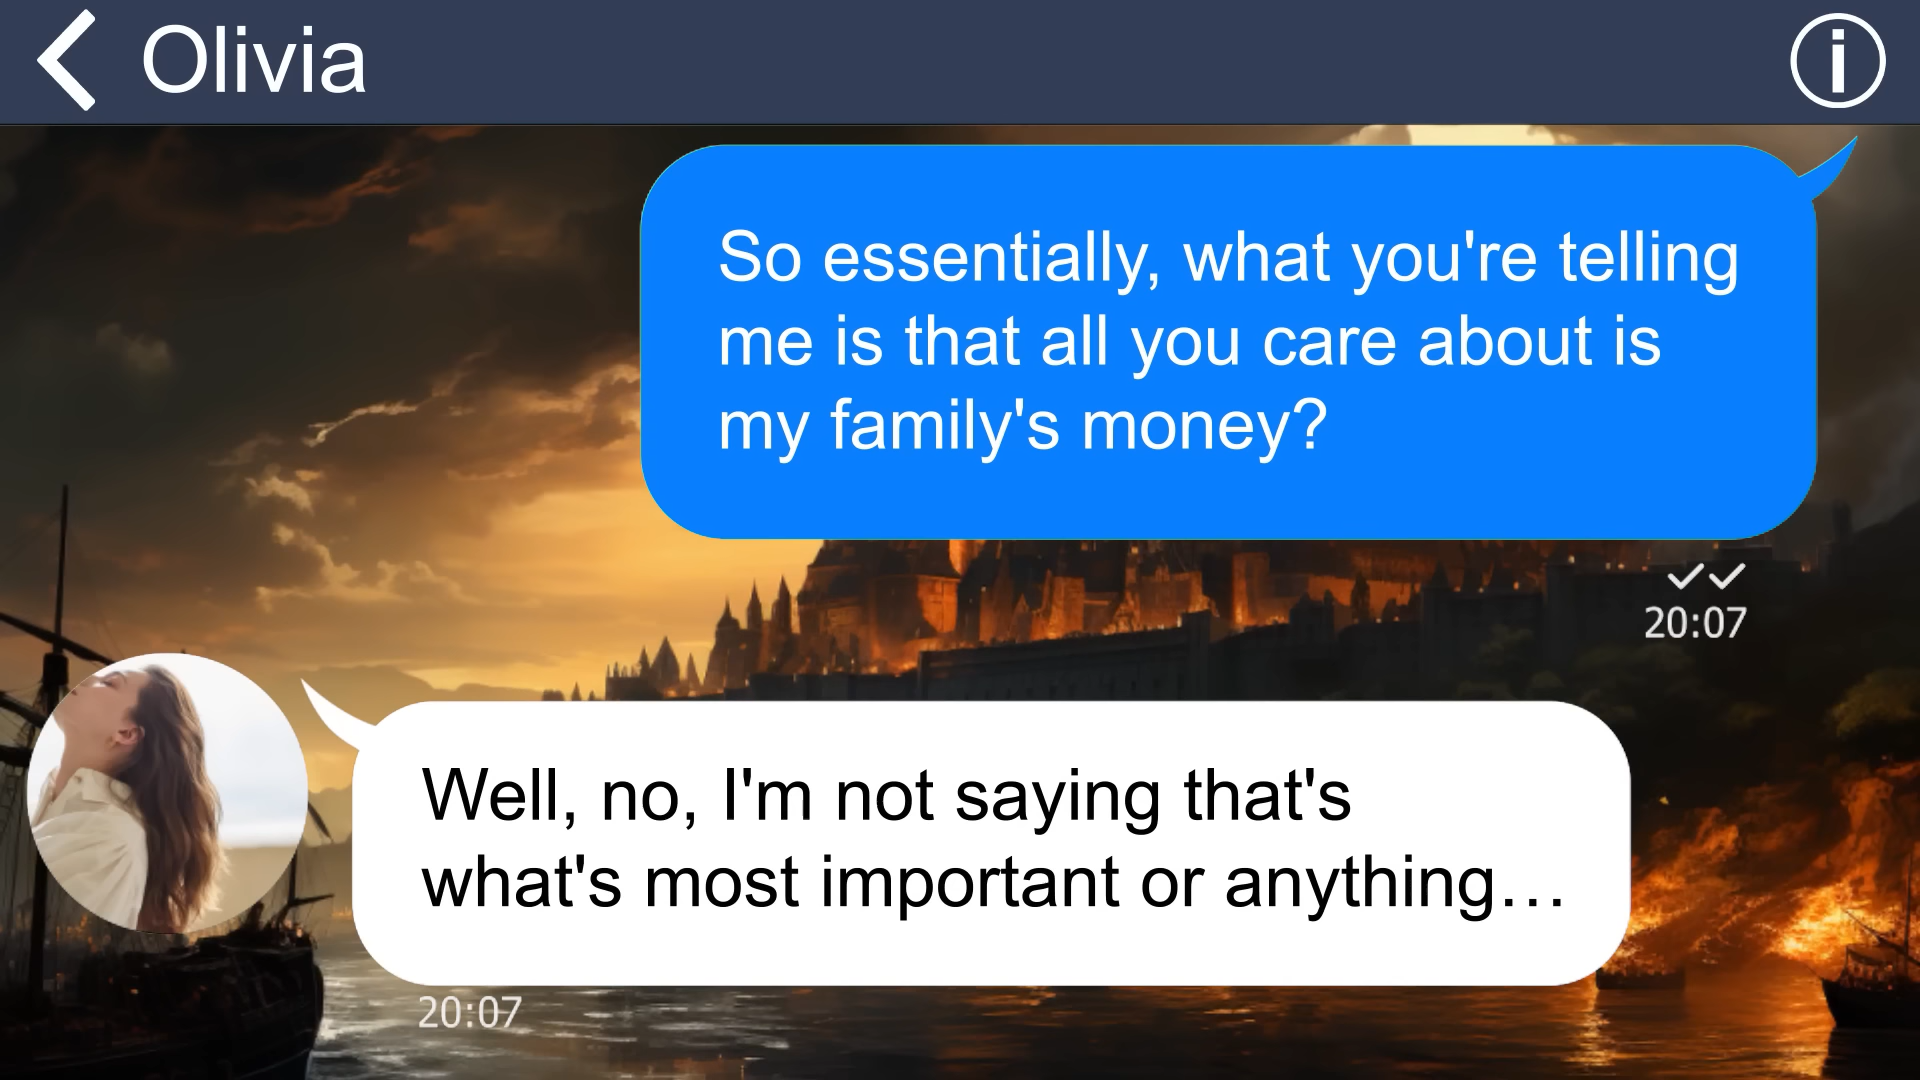 Olivia
So essentially, what you're telling
me is that all you care about is
my family's money?
20:07
Well, no, I'm not saying that's
what's most important or anything…
20:07